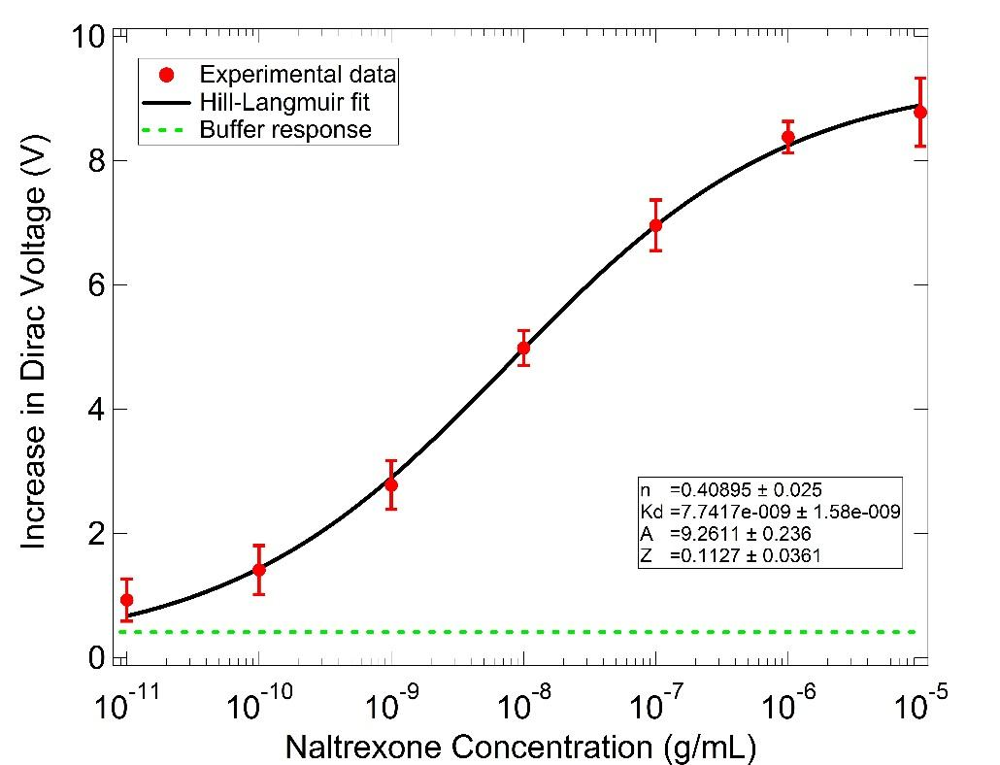 10
8
6
4
2
0
Increase in Dirac Voltage (V)
Experimental data
Hill-Langmuir fit
Buffer response
n =0.40895 ± 0.025
Kd =7.7417e-009 ± 1.58e-009
A =9.2611 ± 0.236
Z =0.1127 ± 0.0361
10⁻¹¹ 10⁻¹⁰ 10⁻⁹ 10⁻⁸ 10⁻⁷ 10⁻⁶ 10⁻⁵
Naltrexone Concentration (g/mL)